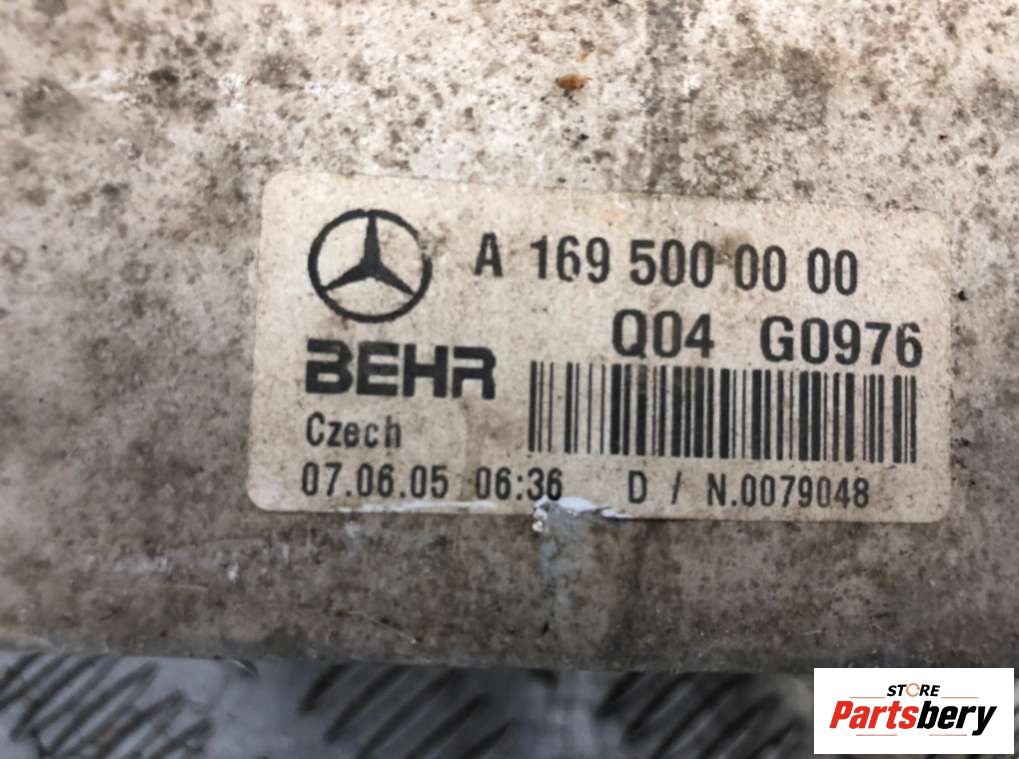 A 169 500 00 00
Q04 G0976
BEHR
Czech
07.06.05 06:36 D / N.0079048
STORE
Partsbery